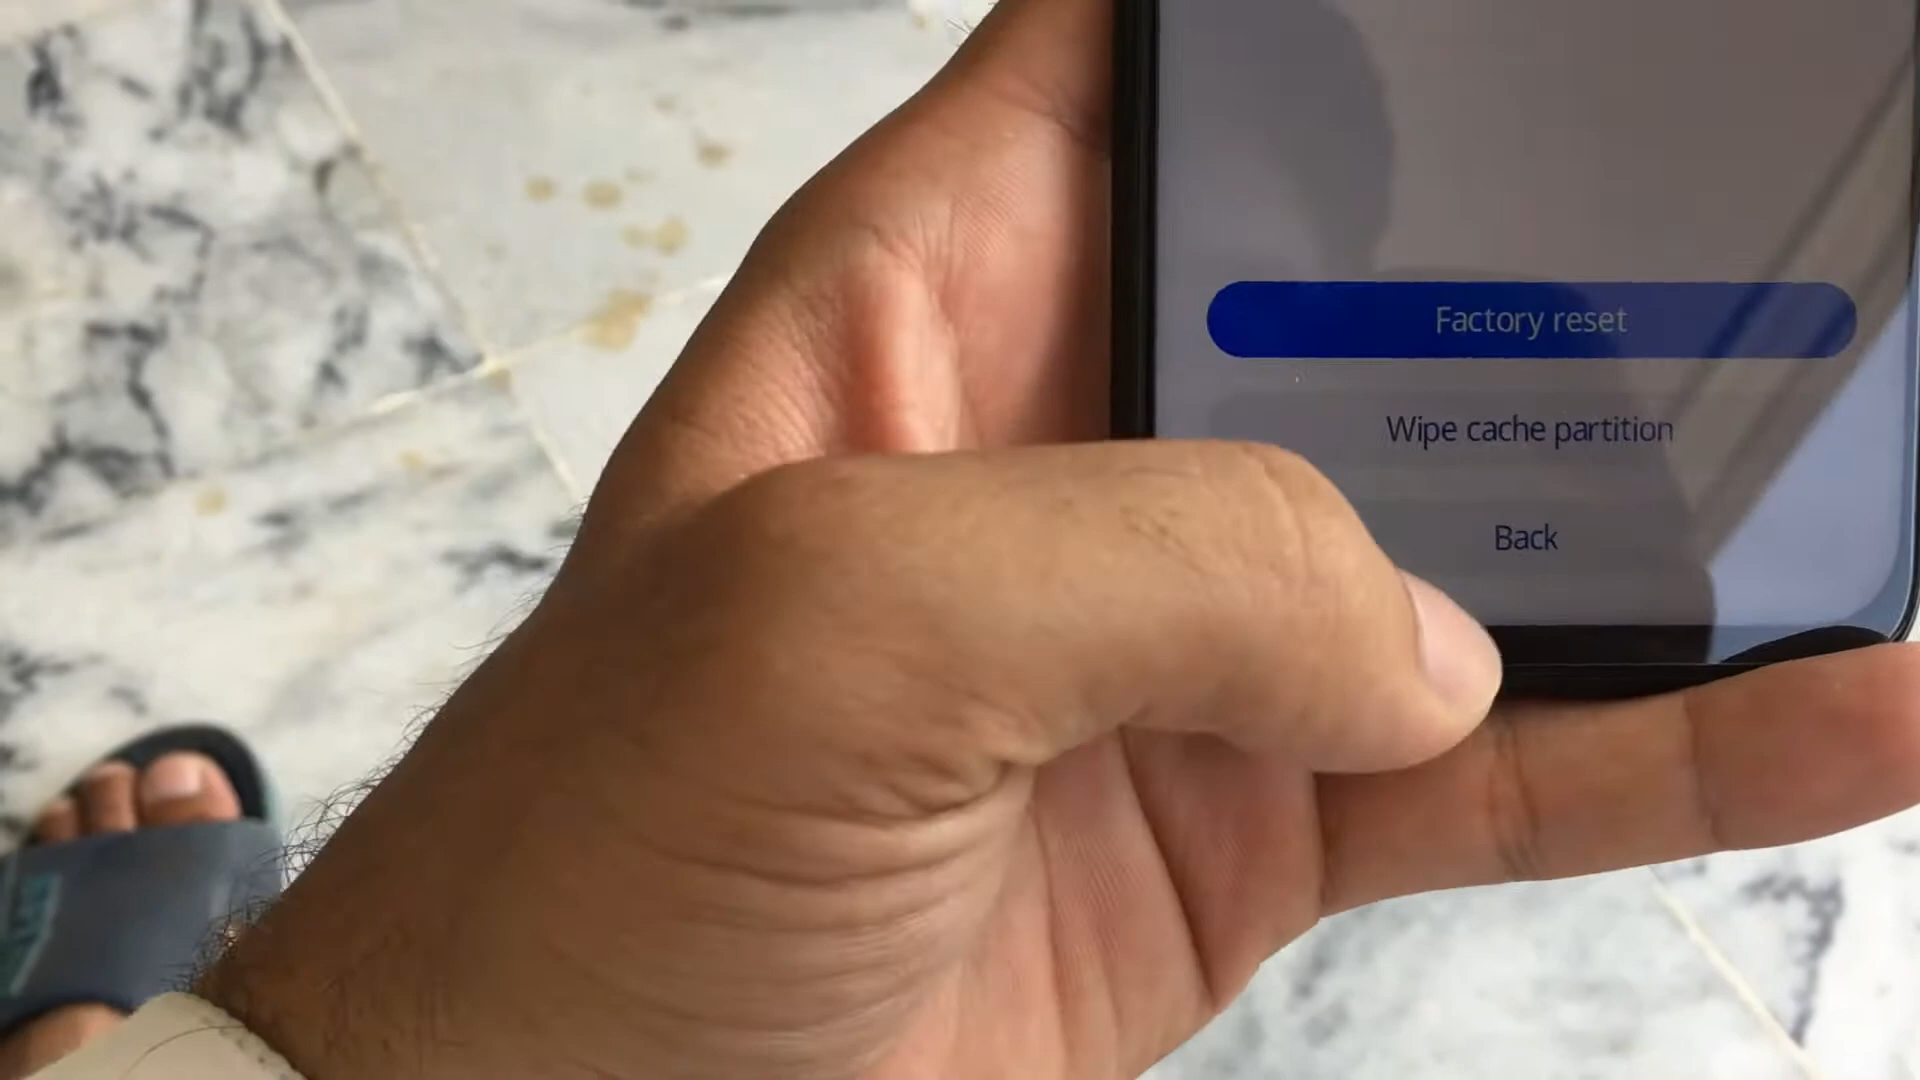 Factory reset
Wipe cache partition
Back